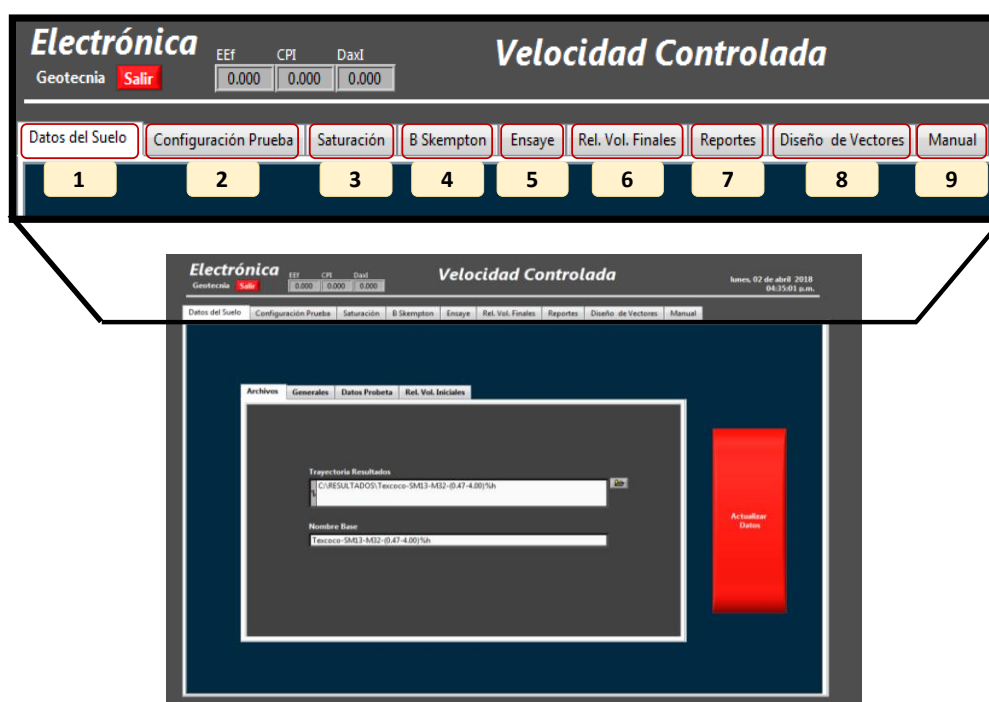 Electrónica
EEf CPI DaxI
Velocidad Controlada
Geotecnia Salir
0.000 0.000 0.000
Datos del Suelo Configuración Prueba Saturación B Skempton Ensaye Rel. Vol. Finales Reportes Diseño de Vectores Manual
1 2 3 4 5 6 7 8 9
Electrónica
EEf CPI DaxI
Velocidad Controlada
lunes, 02 de abril 2018
Geotecnia Salir
0.000 0.000 0.000
04:35:01 p.m.
Datos del Suelo Configuración Prueba Saturación B Skempton Ensaye Rel. Vol. Finales Reportes Diseño de Vectores Manual
Archivos Generales Datos Probeta Rel. Vol. Iniciales
Trayectoria Resultados
C:\RESULTADOS\Texcoco-SM13-M32-(0.47-4.00)%h
Nombre Base
Texcoco-SM13-M32-(0.47-4.00)%h
Actualizar
Datos